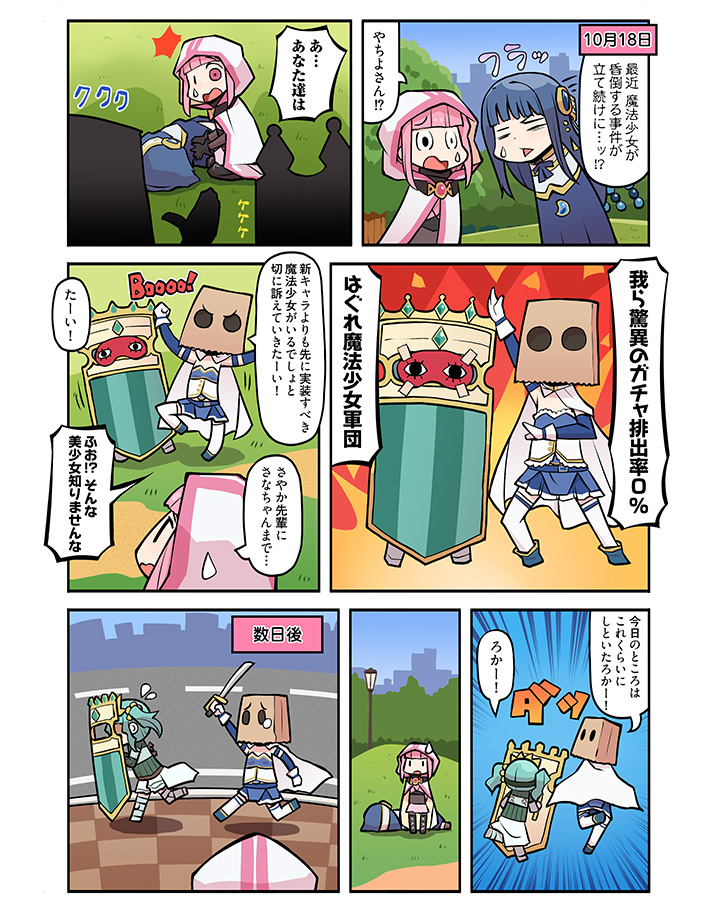 10月18日
最近 魔法少女が
昏倒する事件が
立て続けに…ッ!?
フラッ
やちよさん!?
あ…
あなた達は
ククク
ケケケ
我ら驚異のガチャ排出率0%
はぐれ魔法少女軍団
新キャラよりも先に実装すべき
魔法少女がいるでしょと
切に訴えていきたーい!
Boooo!
たーい!
さやか先輩に
さなちゃんまで…
ふぉ!? そんな
美少女知りませんな
今日のところは
これくらいに
しといたろかー!
ろかー!
ダッ
数日後